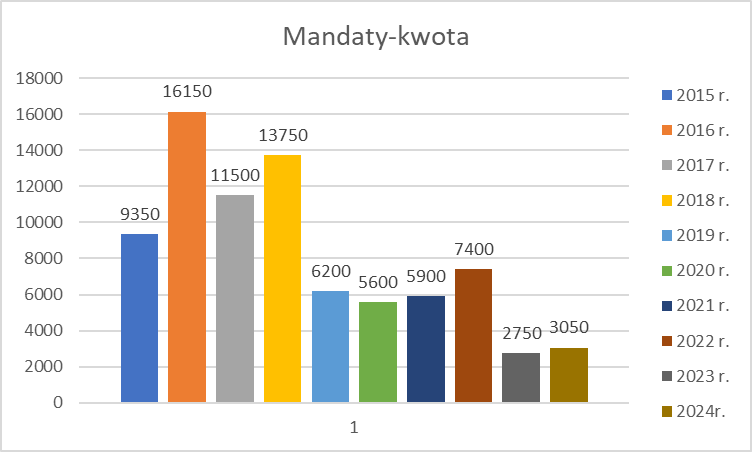 Mandaty-kwota
18000
16000
14000
12000
10000
8000
6000
4000
2000
0
9350
16150
11500
13750
6200
5600
5900
7400
2750
3050
1
2015 r.
2016 r.
2017 r.
2018 r.
2019 r.
2020 r.
2021 r.
2022 r.
2023 r.
2024r.